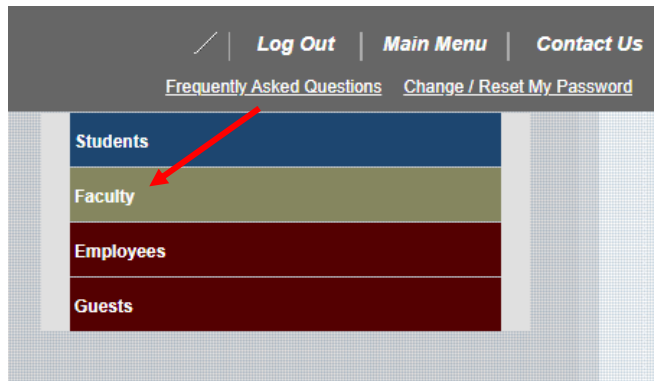 Log Out | Main Menu | Contact Us
Frequently Asked Questions Change / Reset My Password
Students
Faculty
Employees
Guests